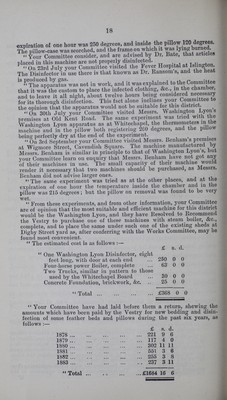 18
expiration of one hour was 220 degrees, and inside the pillow 120 degrees.
The pillow-case was scorched, and the frames on which it was lying burned.
"Your Committee consider, and are advised by Dr. Bate, that articles
placed in this machine are not properly disinfected.
"On 25th July your Committee visited the Fever Hospital at Islington.
The Disinfector in use there is that known as Dr. Ransom's, and the heat
is produced by gas.
"The apparatus was not in work, and it was explained to the Committee
that it was the custom to place the infected clothing, &c., in the chamber,
and to leave it all night, about twelve hours being considered necessary
for its thorough disinfection. This fact alone indicates your Committee to
the opinion that the apparatus would not be suitable for this district.
"On 30th July your Committee visited Messrs. Washington Lyon's
premises at Old Kent Road. The same experiment was tried with the
Washington Lyon apparatus as at Whitechapel, the thermometers in the
machine and in the pillow both registering 250 degrees, and the pillow
being perfectly dry at the end of the experiment.
"On 3rd September your Committee visited Messrs. Benham's premises
at Wigmore Street, Cavendish Square. The machine manufactured by
Messrs. Benham is similar in principle to that of Washington Lyon's, but
your Committee learn on enquiry that Messrs. Benham have not got any
of their machines in use. The small capacity of their machine would
render it necessary that two machines should be purchased, as Messrs.
Benham did not advise larger ones.
"The same experiment was tried as at the other places, and at the
expiration of one hour the temperature inside the chamber and in the
pillow was 215 degrees; but the pillow on removal was found to be very
wet.
"From these experiments, and from other information, your Committee
are of opinion that the most suitable and efficient machine for this district
would be the Washington Lyon, and they have Resolved to Recommend
the Vestry to purchase one of these machines with steam boiler, &c.,
complete, and to place the same under each one of the existing sheds at
Digby Street yard as, after conferring with the Works Committee, may be
found most convenient.
"The estimated cost is as follows:—
£ s. d.
"One Washington Lyon Disinfector, eight
feet long, with door at each end 250 0 0
Four-horse power Boiler, complete 63 0 0
Two Trucks, similar in pattern to those
used by the Whitechapel Board 30 0 0
Concrete Foundation, brickwork, &c. 25 0 0
"Total ... £368 0 0
"Your Committee have had laid before them a return, shewing the
amounts which have been paid by the Vestry for new bedding and disinfection
of some feather beds and pillows during the past six years, as
follows:—
£ s. d.
1878 ... 221 9 6
1879 ... 117 4 0
1880 ... 302 11 11
1881 ... 351 3 6
1882 ... 255 3 8
1883 ... 237 3 11
"Total ... £1484 16 6